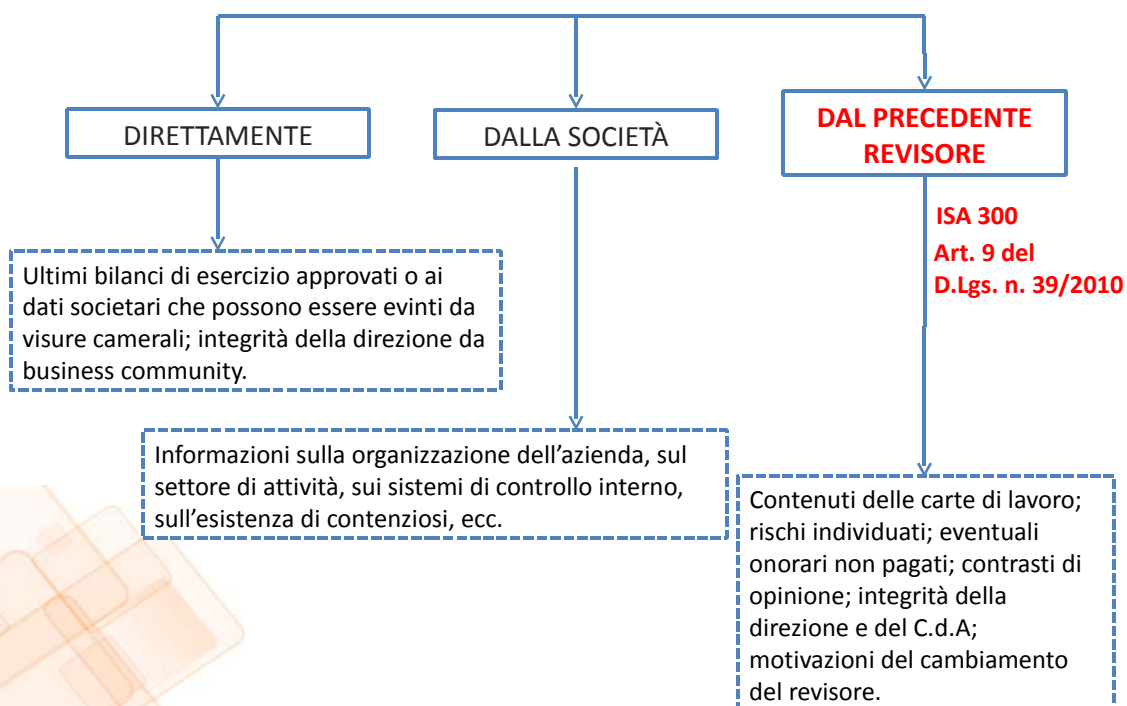 DIRETTAMENTE
DALLA SOCIETÀ
DAL PRECEDENTE
REVISORE
ISA 300
Art. 9 del
D.Lgs. n. 39/2010
Ultimi bilanci di esercizio approvati o ai
dati societari che possono essere evinti da
visure camerali; integrità della direzione da
business community.
Informazioni sulla organizzazione dell’azienda, sul
settore di attività, sui sistemi di controllo interno,
sull’esistenza di contenziosi, ecc.
Contenuti delle carte di lavoro;
rischi individuati; eventuali
onorari non pagati; contrasti di
opinione; integrità della
direzione e del C.d.A;
motivazioni del cambiamento
del revisore.